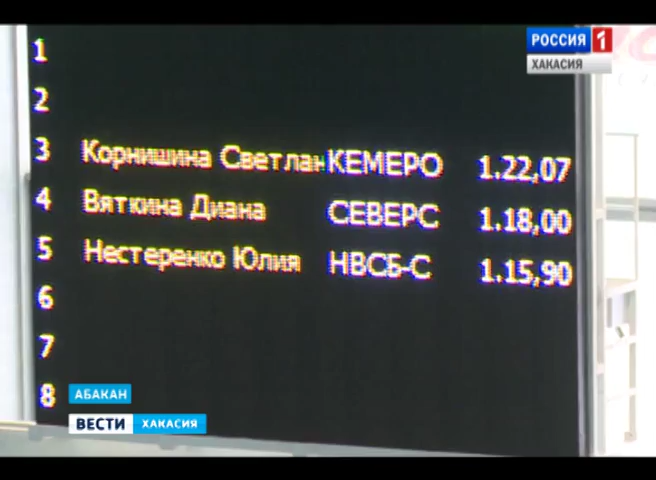 РОССИЯ 1
ХАКАСИЯ
1
2
3 Корнишина Светлан КЕМЕРО 1.22,07
4 Вяткина Диана СЕВЕРС 1.18,00
5 Нестеренко Юлия НВСБ-С 1.15,90
6
7
8
АБАКАН
ВЕСТИ ХАКАСИЯ